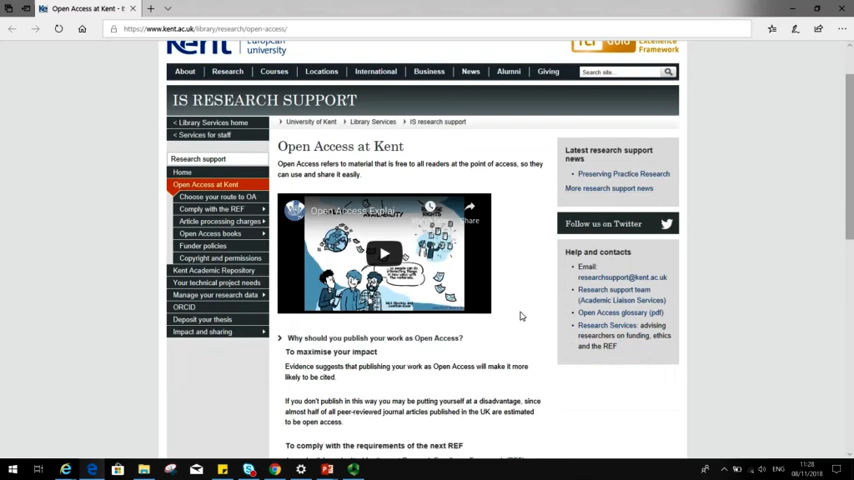 Open Access at Kent - IS
https://www.kent.ac.uk/library/research/open-access/
Kent
European
university
Excellence
Framework
About
Research
Courses
Locations
International
Business
News
Alumni
Giving
Search site...
IS RESEARCH SUPPORT
< Library Services home
< Services for staff
Research support
Home
Open Access at Kent
Choose your route to OA
Comply with the REF
Article processing charges
Open Access books
Funder policies
Copyright and permissions
Kent Academic Repository
Your technical project needs
Manage your research data
ORCID
Deposit your thesis
Impact and sharing
University of Kent
Library Services
IS research support
Open Access at Kent
Open Access refers to material that is free to all readers at the point of access, so they
can use and share it easily.
Open Access Explai
Share
Why should you publish your work as Open Access?
To maximise your impact
Evidence suggests that publishing your work as Open Access will make it more
likely to be cited.
If you don't publish in this way you may be putting yourself at a disadvantage, since
almost half of all peer-reviewed journal articles published in the UK are estimated
to be open access.
To comply with the requirements of the next REF
Latest research support
news
Preserving Practice Research
More research support news
Follow us on Twitter
Help and contacts
Email:
researchsupport@kent.ac.uk
Research support team
(Academic Liaison Services)
Open Access glossary (pdf)
Research Services: advising
researchers on funding, ethics
and the REF
ENG
11:28
08/11/2018